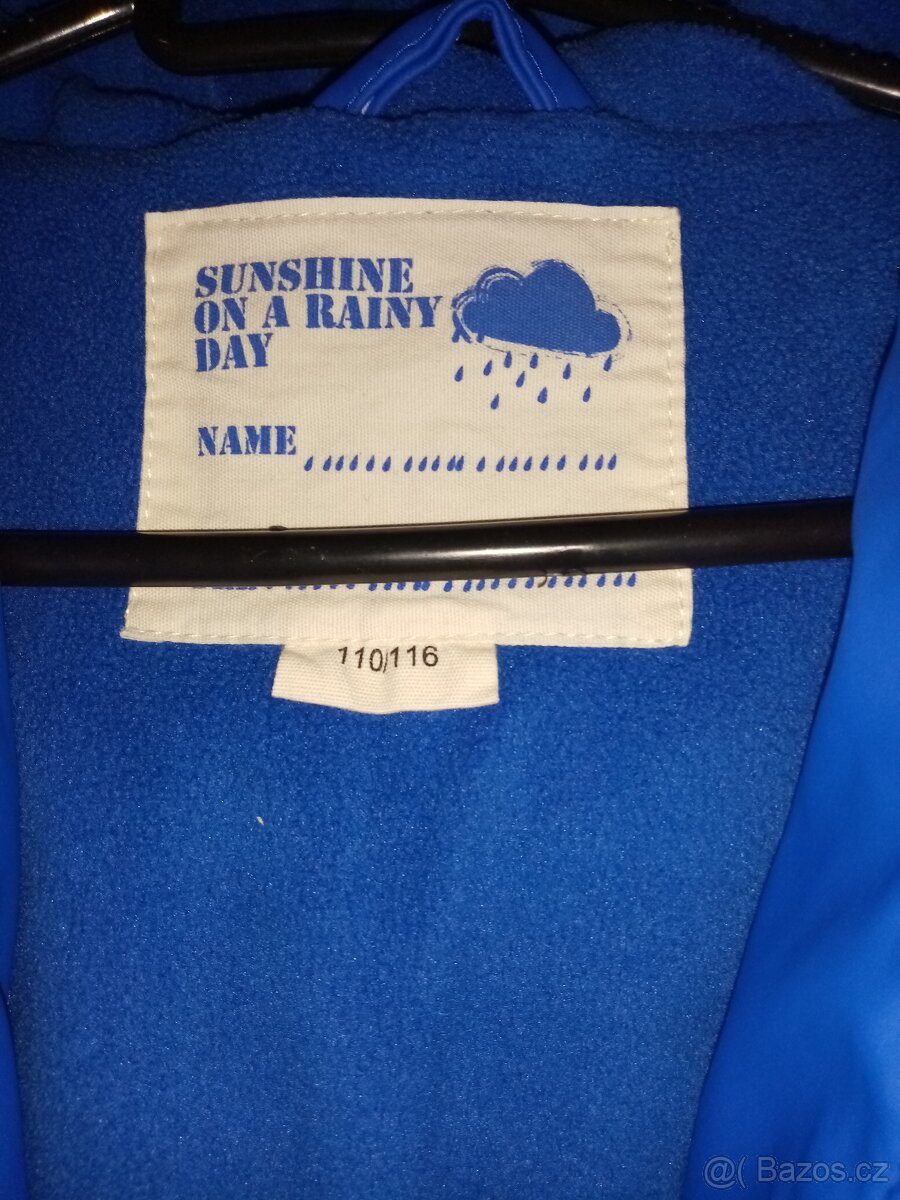 SUNSHINE
ON A RAINY
DAY
NAME
110/116
@( Bazos.cz